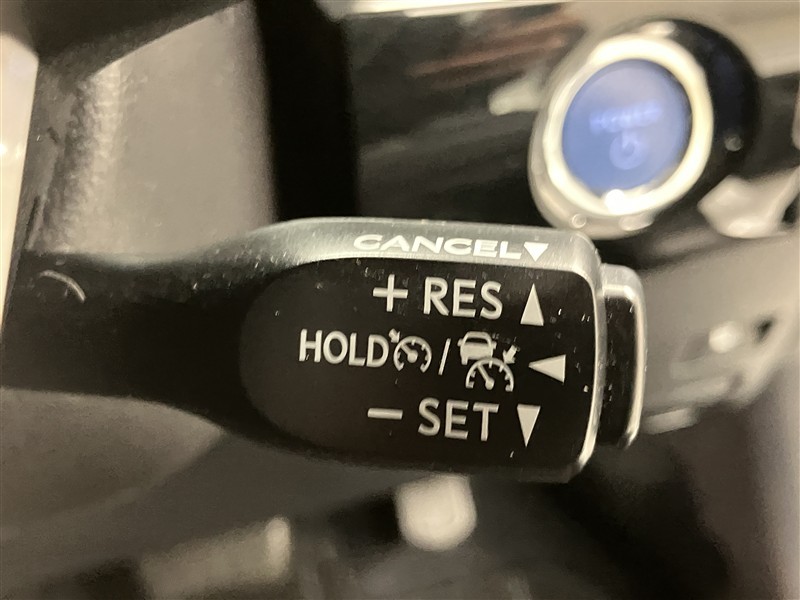 CANCEL▼
+ RES ▲
HOLD / ◀
− SET ▼